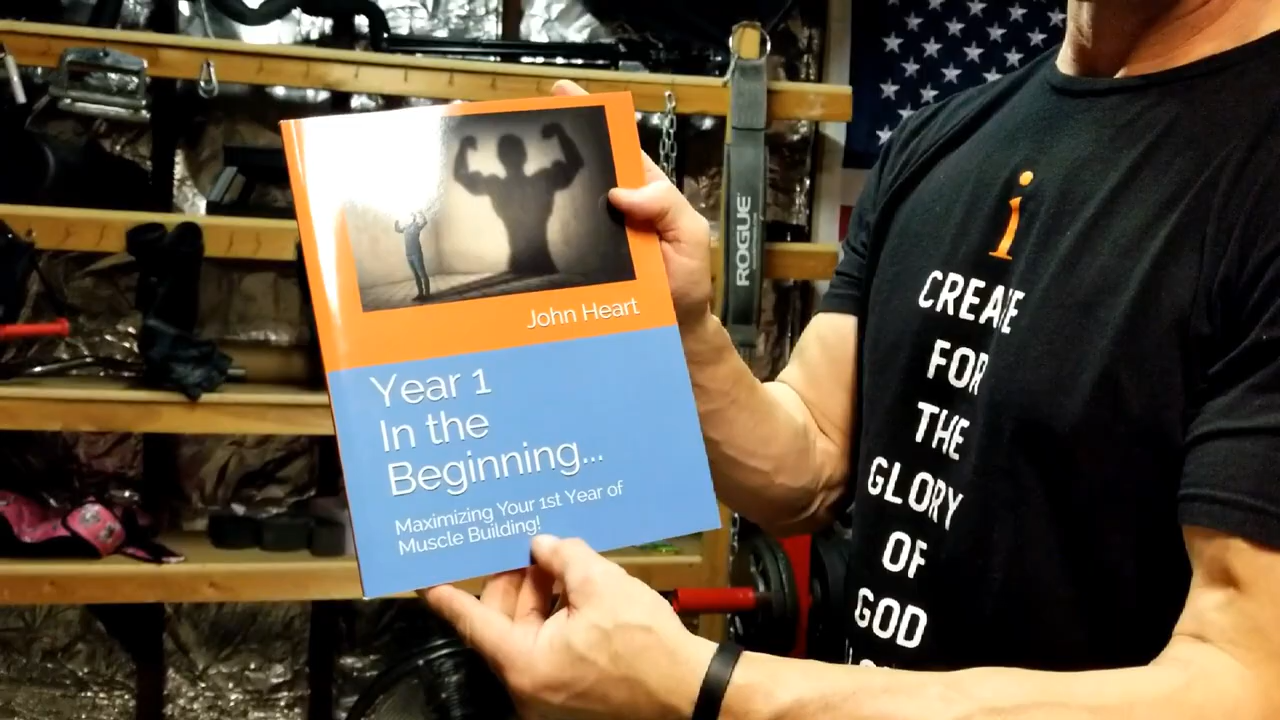 John Heart
Year 1
In the
Beginning...
Maximizing Your 1st Year of
Muscle Building!
ROGUE
i
CREATE
FOR
THE
GLORY
OF
GOD